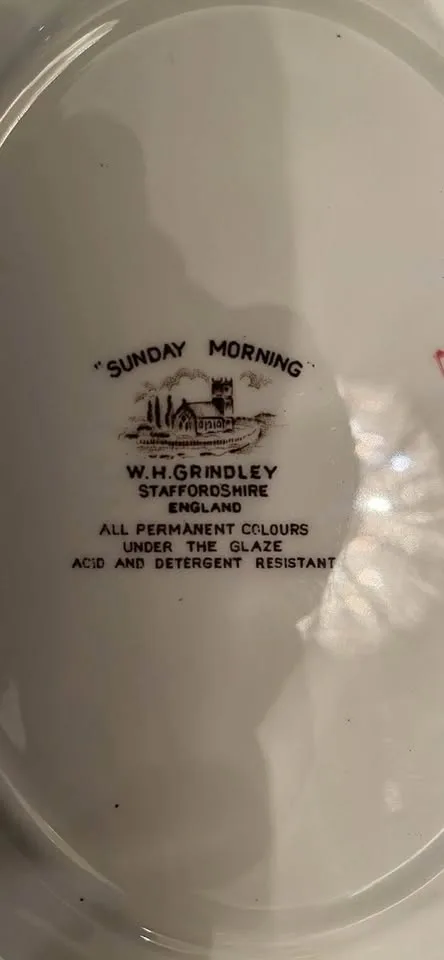 "SUNDAY MORNING"
W.H.GRINDLEY
STAFFORDSHIRE
ENGLAND
ALL PERMANENT COLOURS
UNDER THE GLAZE
ACID AND DETERGENT RESISTANT